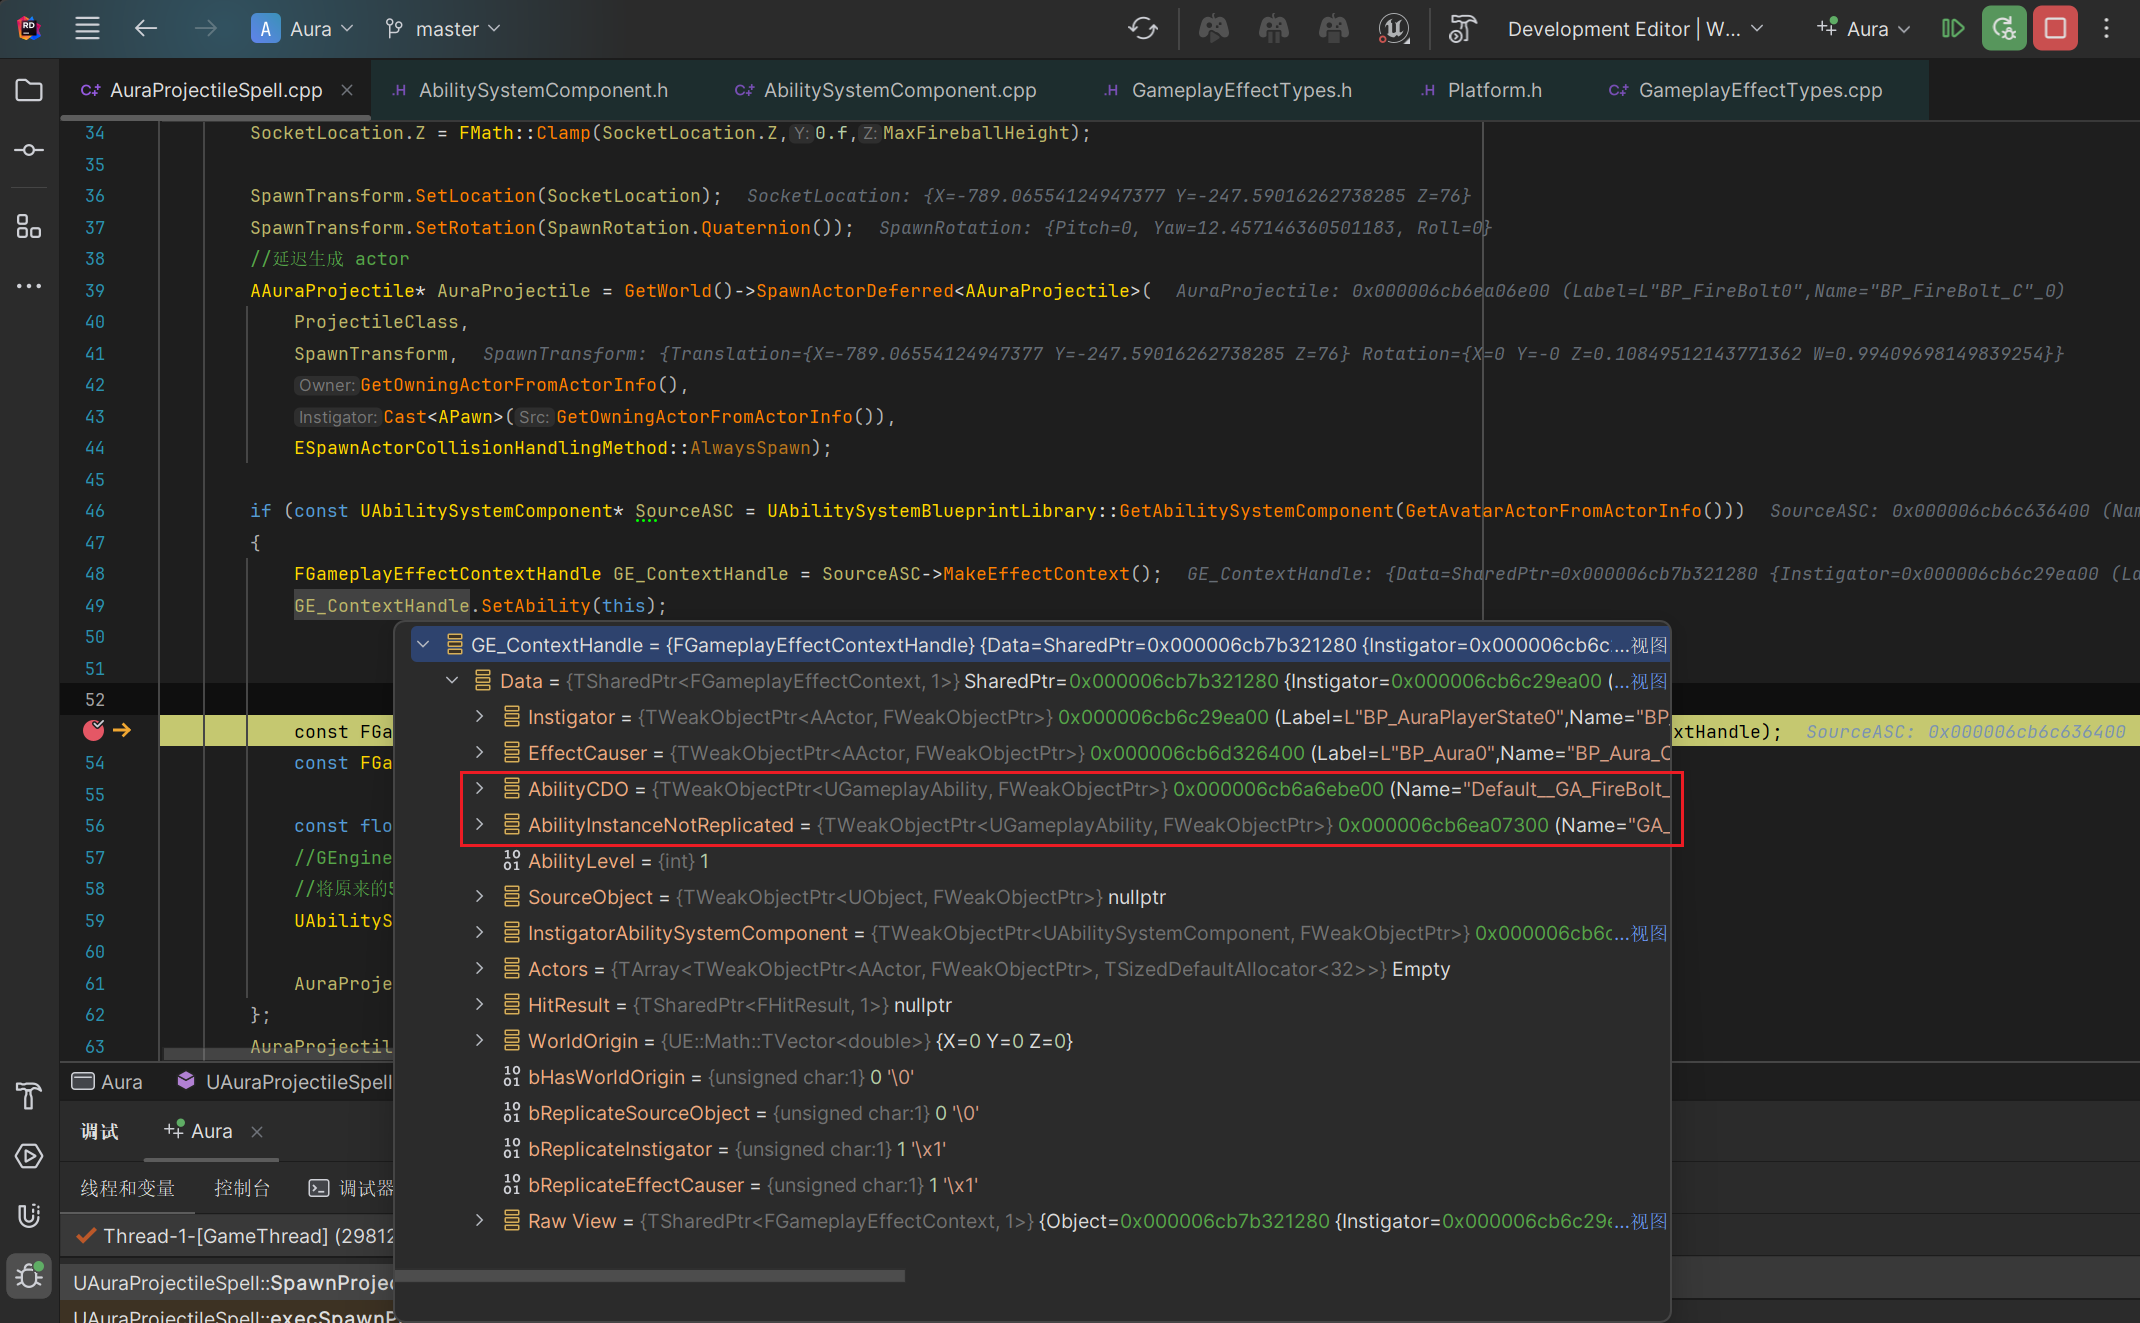 RD
A Aura master Development Editor | W... Aura
C+ AuraProjectileSpell.cpp .H AbilitySystemComponent.h C+ AbilitySystemComponent.cpp .H GameplayEffectTypes.h .H Platform.h C+ GameplayEffectTypes.cpp
34 SocketLocation.Z = FMath::Clamp(SocketLocation.Z, Y: 0.f, Z: MaxFireballHeight);
35
36 SpawnTransform.SetLocation(SocketLocation); SocketLocation: {X=-789.06554124947377 Y=-247.59016262738285 Z=76}
37 SpawnTransform.SetRotation(SpawnRotation.Quaternion()); SpawnRotation: {Pitch=0, Yaw=12.457146360501183, Roll=0}
38 //延迟生成 actor
39 AAuraProjectile* AuraProjectile = GetWorld()->SpawnActorDeferred<AAuraProjectile>( AuraProjectile: 0x000006cb6ea06e00 (Label=L"BP_FireBolt0",Name="BP_FireBolt_C"_0)
40 ProjectileClass,
41 SpawnTransform, SpawnTransform: {Translation={X=-789.06554124947377 Y=-247.59016262738285 Z=76} Rotation={X=0 Y=-0 Z=0.10849512143771362 W=0.99409698149839254}}
42 Owner: GetOwningActorFromActorInfo(),
43 Instigator: Cast<APawn>( Src: GetOwningActorFromActorInfo()),
44 ESpawnActorCollisionHandlingMethod::AlwaysSpawn);
45
46 if (const UAbilitySystemComponent* SourceASC = UAbilitySystemBlueprintLibrary::GetAbilitySystemComponent(GetAvatarActorFromActorInfo())) SourceASC: 0x000006cb6c636400 (Nam
47 {
48 FGameplayEffectContextHandle GE_ContextHandle = SourceASC->MakeEffectContext(); GE_ContextHandle: {Data=SharedPtr=0x000006cb7b321280 {Instigator=0x000006cb6c29ea00 (La
49 GE_ContextHandle.SetAbility(this);
50 GE_ContextHandle = {FGameplayEffectContextHandle} {Data=SharedPtr=0x000006cb7b321280 {Instigator=0x000006cb6c...视图
51 Data = {TSharedPtr<FGameplayEffectContext, 1>} SharedPtr=0x000006cb7b321280 {Instigator=0x000006cb6c29ea00 (...视图
52 Instigator = {TWeakObjectPtr<AActor, FWeakObjectPtr>} 0x000006cb6c29ea00 (Label=L"BP_AuraPlayerState0",Name="BP_
const FGa xtHandle); SourceASC: 0x000006cb6c636400
54 const FGa EffectCauser = {TWeakObjectPtr<AActor, FWeakObjectPtr>} 0x000006cb6d326400 (Label=L"BP_Aura0",Name="BP_Aura_C
55 AbilityCDO = {TWeakObjectPtr<UGameplayAbility, FWeakObjectPtr>} 0x000006cb6a6ebe00 (Name="Default__GA_FireBolt_
56 const flo AbilityInstanceNotReplicated = {TWeakObjectPtr<UGameplayAbility, FWeakObjectPtr>} 0x000006cb6ea07300 (Name="GA_
57 //GEngine AbilityLevel = {int} 1
58 //将原来的5 SourceObject = {TWeakObjectPtr<UObject, FWeakObjectPtr>} nullptr
59 UAbilityS InstigatorAbilitySystemComponent = {TWeakObjectPtr<UAbilitySystemComponent, FWeakObjectPtr>} 0x000006cb6c...视图
60 Actors = {TArray<TWeakObjectPtr<AActor, FWeakObjectPtr>, TSizedDefaultAllocator<32>>} Empty
61 AuraProje HitResult = {TSharedPtr<FHitResult, 1>} nullptr
62 };
63 AuraProjectil WorldOrigin = {UE::Math::TVector<double>} {X=0 Y=0 Z=0}
Aura UAuraProjectileSpell bHasWorldOrigin = {unsigned char:1} 0 '\0'
bReplicateSourceObject = {unsigned char:1} 0 '\0'
调试 Aura bReplicateInstigator = {unsigned char:1} 1 '\x1'
线程和变量 控制台 调试器 bReplicateEffectCauser = {unsigned char:1} 1 '\x1'
Thread-1-[GameThread] (29812 Raw View = {TSharedPtr<FGameplayEffectContext, 1>} {Object=0x000006cb7b321280 {Instigator=0x000006cb6c29e...视图
UAuraProjectileSpell::SpawnProjec
UAuraProjectileSpell::execSpawnP